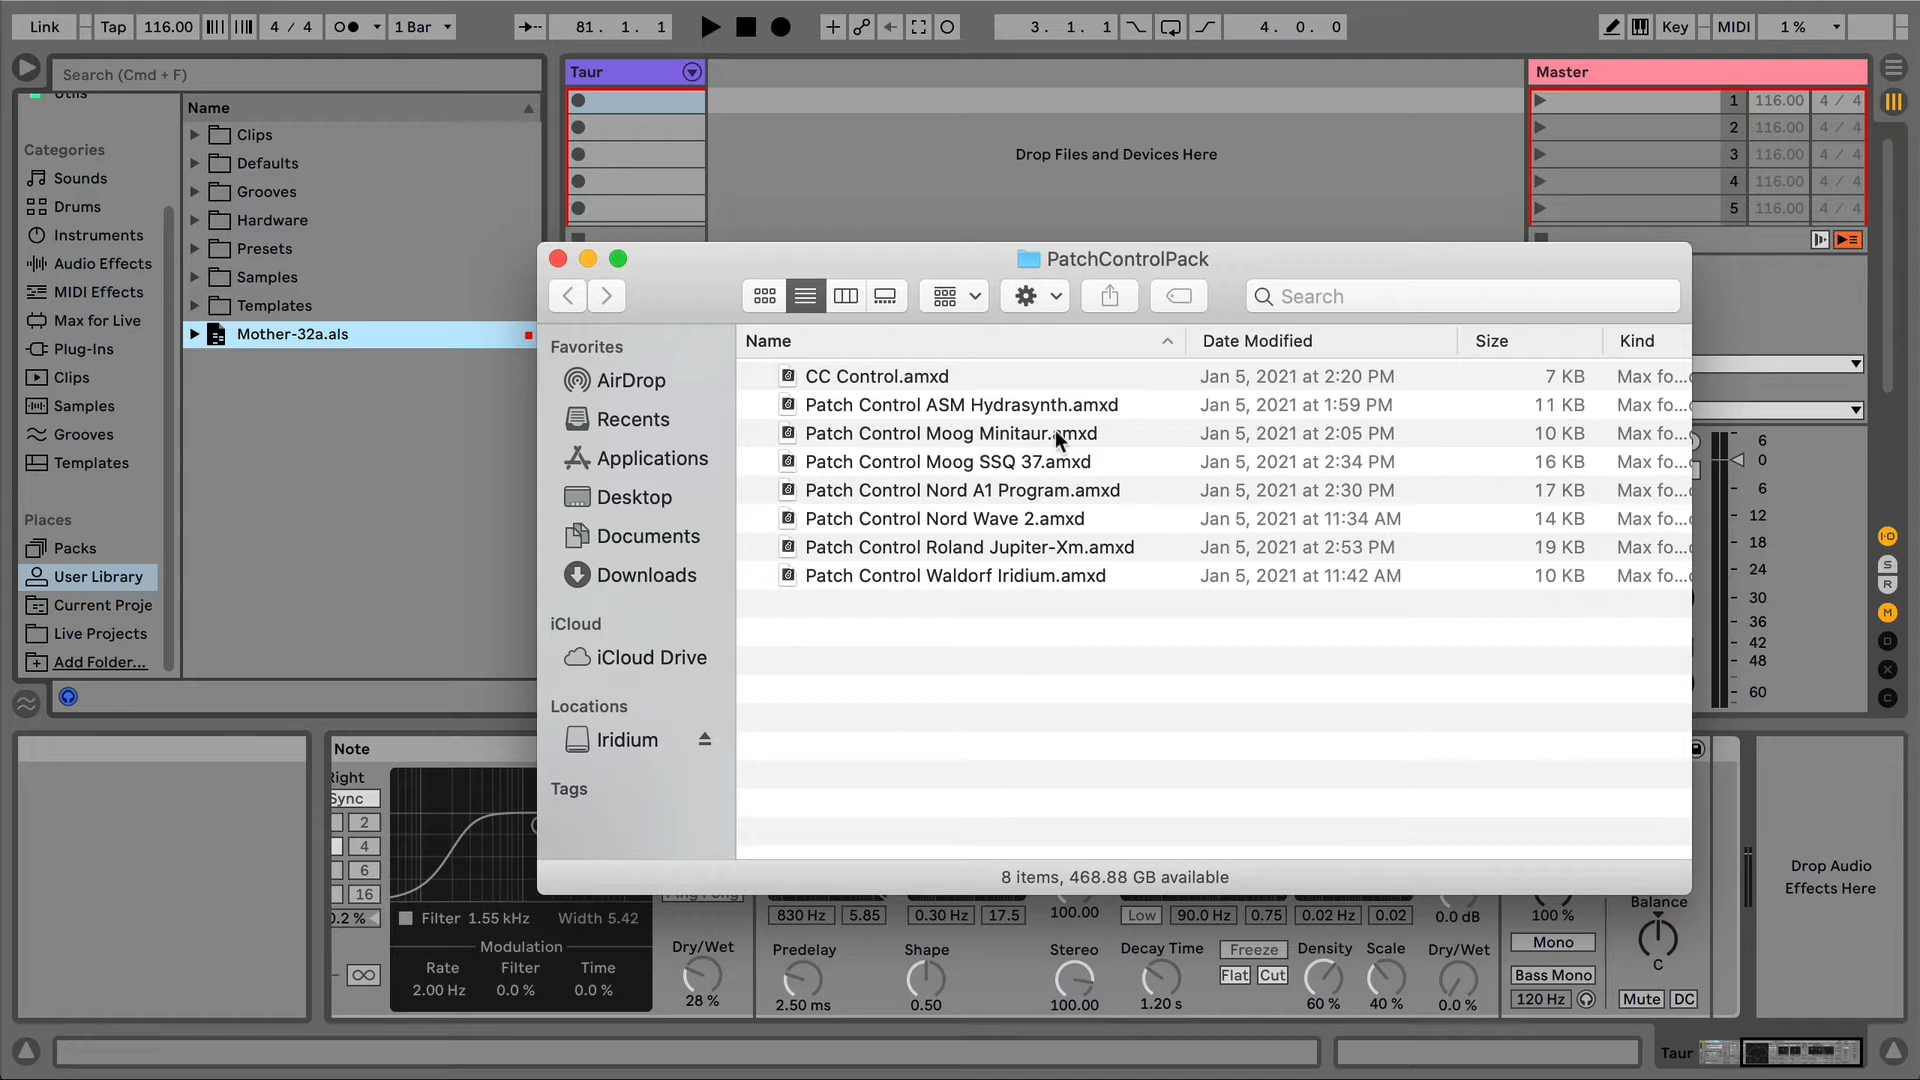 Link Tap 116.00 4 / 4 1 Bar 81. 1. 1 3. 1. 1 4. 0. 0 Key MIDI 1 %
Search (Cmd + F)
Utils
Categories
Sounds
Drums
Instruments
Audio Effects
MIDI Effects
Max for Live
Plug-Ins
Clips
Samples
Grooves
Templates
Places
Packs
User Library
Current Proje
Live Projects
Add Folder...
Name
Clips
Defaults
Grooves
Hardware
Presets
Samples
Templates
Mother-32a.als
Taur
Drop Files and Devices Here
Master
1 116.00 4 / 4
2 116.00 4 / 4
3 116.00 4 / 4
4 116.00 4 / 4
5 116.00 4 / 4
PatchControlPack
Search
Favorites
AirDrop
Recents
Applications
Desktop
Documents
Downloads
iCloud
iCloud Drive
Locations
Iridium
Tags
Name Date Modified Size Kind
CC Control.amxd Jan 5, 2021 at 2:20 PM 7 KB Max fo...
Patch Control ASM Hydrasynth.amxd Jan 5, 2021 at 1:59 PM 11 KB Max fo...
Patch Control Moog Minitaur.amxd Jan 5, 2021 at 2:05 PM 10 KB Max fo...
Patch Control Moog SSQ 37.amxd Jan 5, 2021 at 2:34 PM 16 KB Max fo...
Patch Control Nord A1 Program.amxd Jan 5, 2021 at 2:30 PM 17 KB Max fo...
Patch Control Nord Wave 2.amxd Jan 5, 2021 at 11:34 AM 14 KB Max fo...
Patch Control Roland Jupiter-Xm.amxd Jan 5, 2021 at 2:53 PM 19 KB Max fo...
Patch Control Waldorf Iridium.amxd Jan 5, 2021 at 11:42 AM 10 KB Max fo...
8 items, 468.88 GB available
6
0
6
12
18
24
30
36
42
48
60
I·O
S
R
M
D
X
C
Note
Right
Sync
2
4
6
16
0.2 %
Filter 1.55 kHz Width 5.42
Modulation
Rate Filter Time
2.00 Hz 0.0 % 0.0 %
Dry/Wet
28 %
830 Hz 5.85 0.30 Hz 17.5 100.00 Low 90.0 Hz 0.75 0.02 Hz 0.02 0.0 dB
Predelay Shape Stereo Decay Time Freeze Density Scale Dry/Wet
Flat Cut
2.50 ms 0.50 100.00 1.20 s 60 % 40 % 0.0 %
100 %
Mono
Bass Mono
120 Hz
Balance
C
Mute DC
Drop Audio
Effects Here
Taur